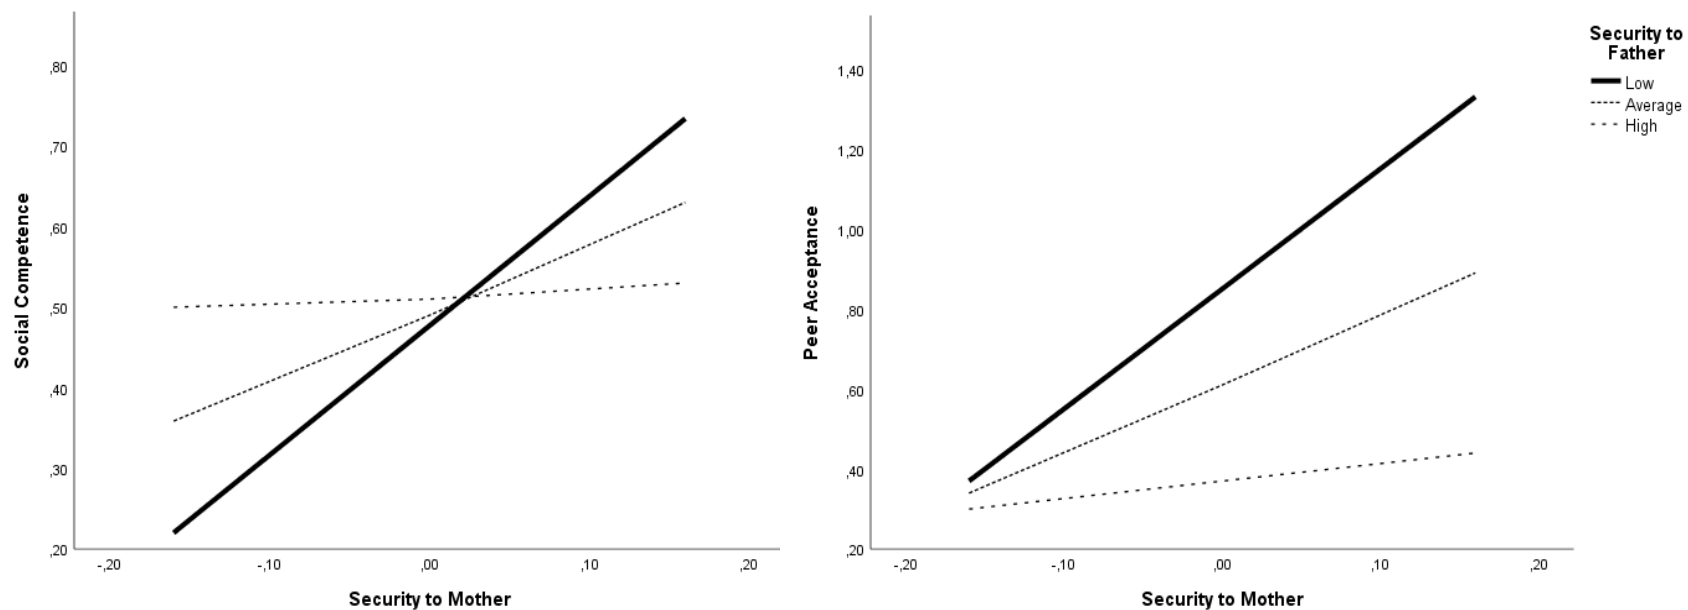 Social Competence
,80
,70
,60
,50
,40
,30
,20
-,20 -,10 ,00 ,10 ,20
Security to Mother
Peer Acceptance
1,40
1,20
1,00
,80
,60
,40
,20
-,20 -,10 ,00 ,10 ,20
Security to Mother
Security to
Father
Low
Average
High